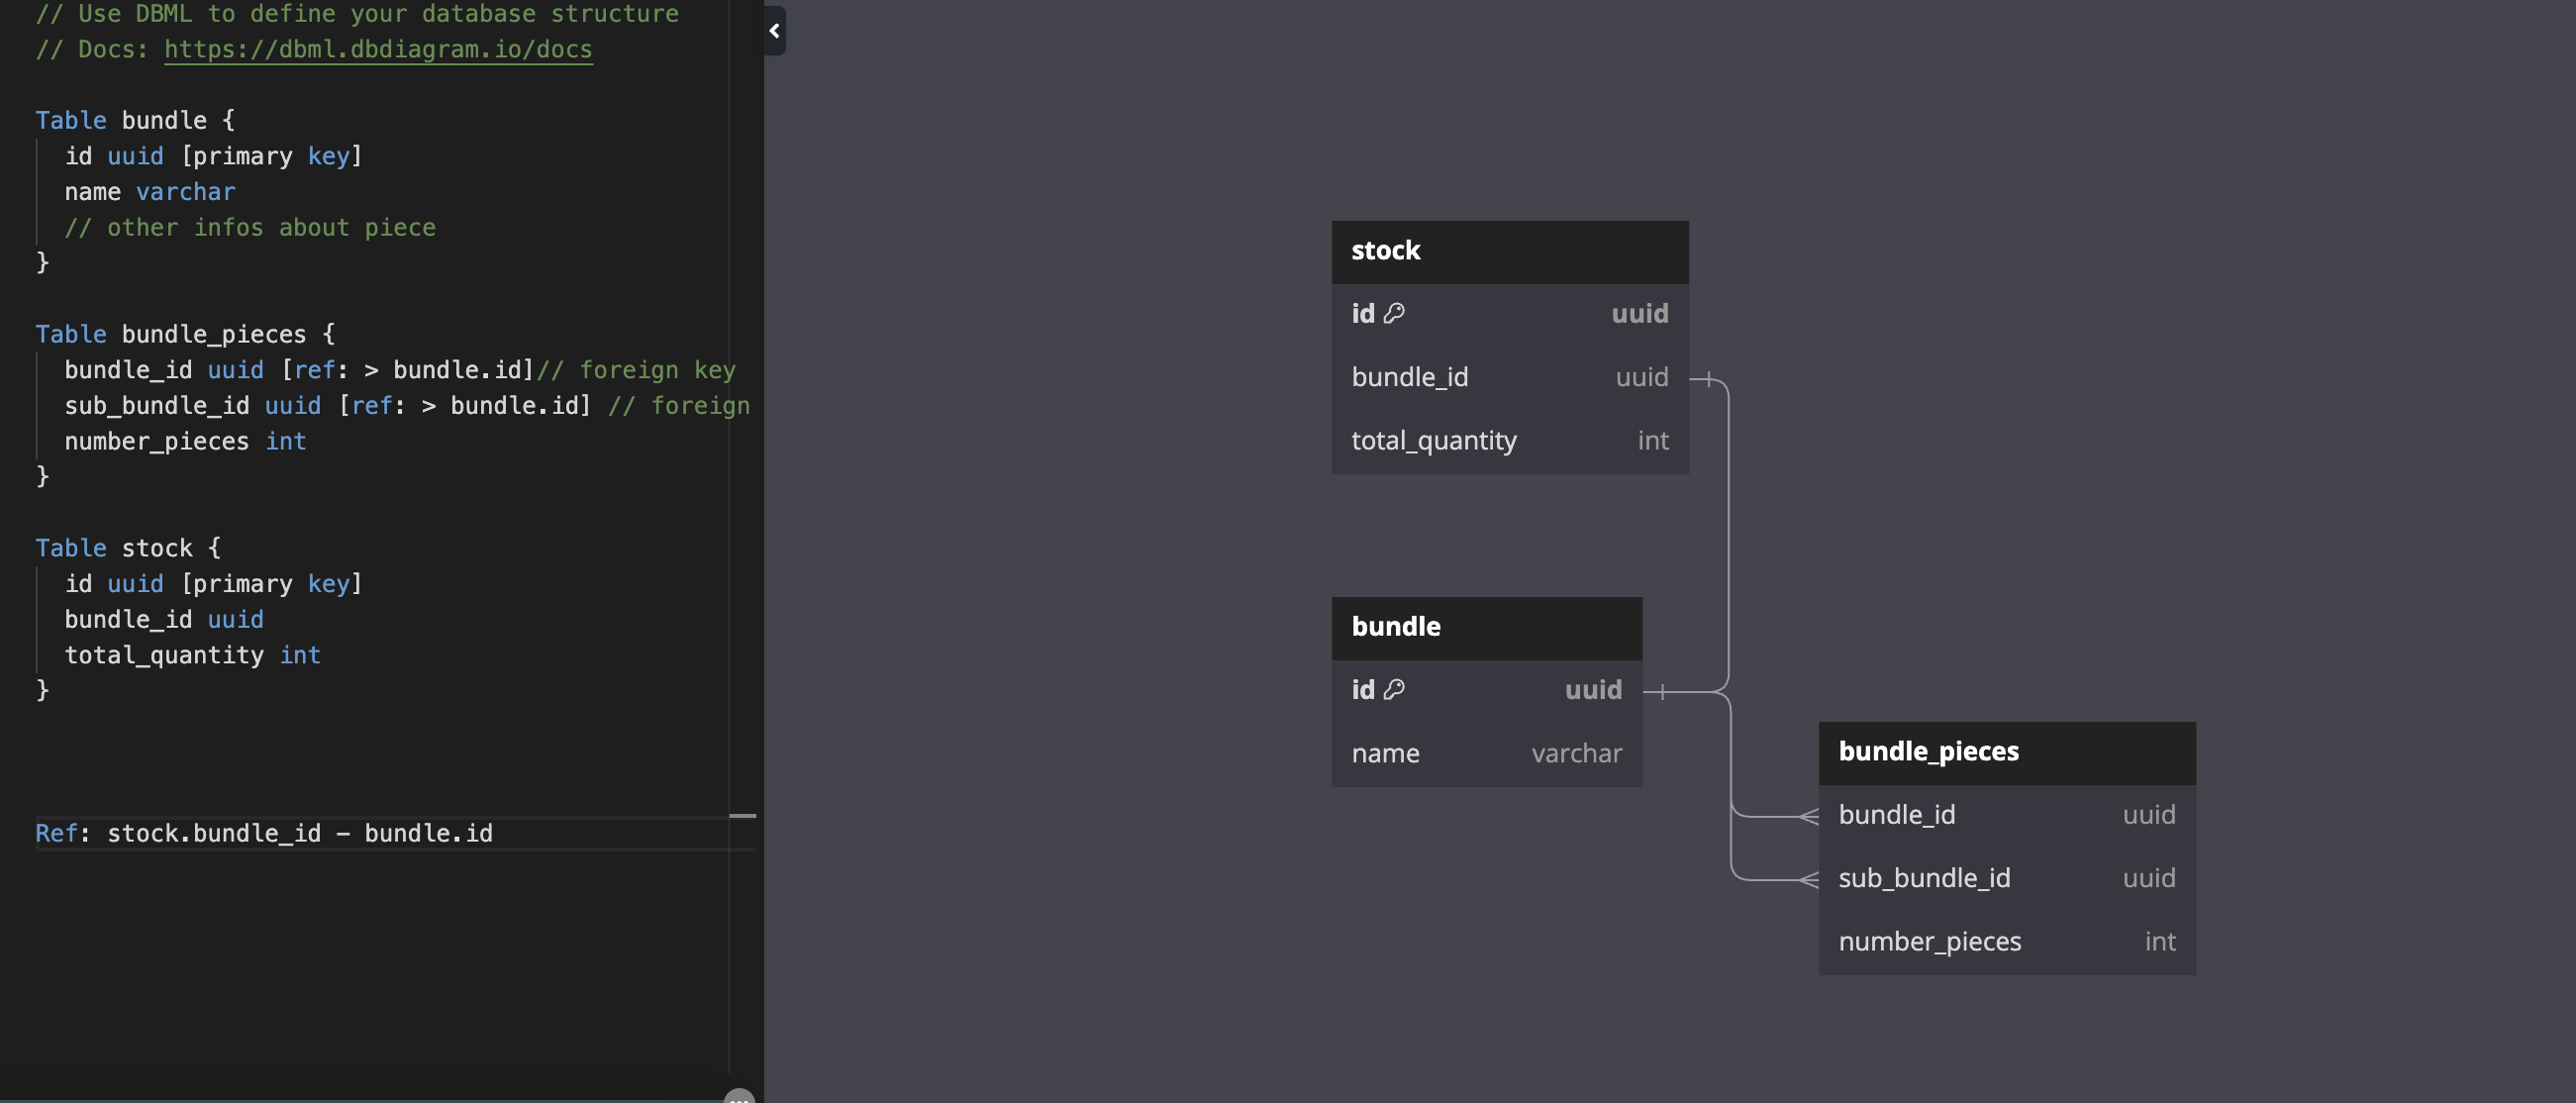 // Use DBML to define your database structure
// Docs: https://dbml.dbdiagram.io/docs
Table bundle {
id uuid [primary key]
name varchar
// other infos about piece
}
Table bundle_pieces {
bundle_id uuid [ref: > bundle.id]// foreign key
sub_bundle_id uuid [ref: > bundle.id] // foreign
number_pieces int
}
Table stock {
id uuid [primary key]
bundle_id uuid
total_quantity int
}
Ref: stock.bundle_id - bundle.id
stock
id uuid
bundle_id uuid
total_quantity int
bundle
id uuid
name varchar
bundle_pieces
bundle_id uuid
sub_bundle_id uuid
number_pieces int